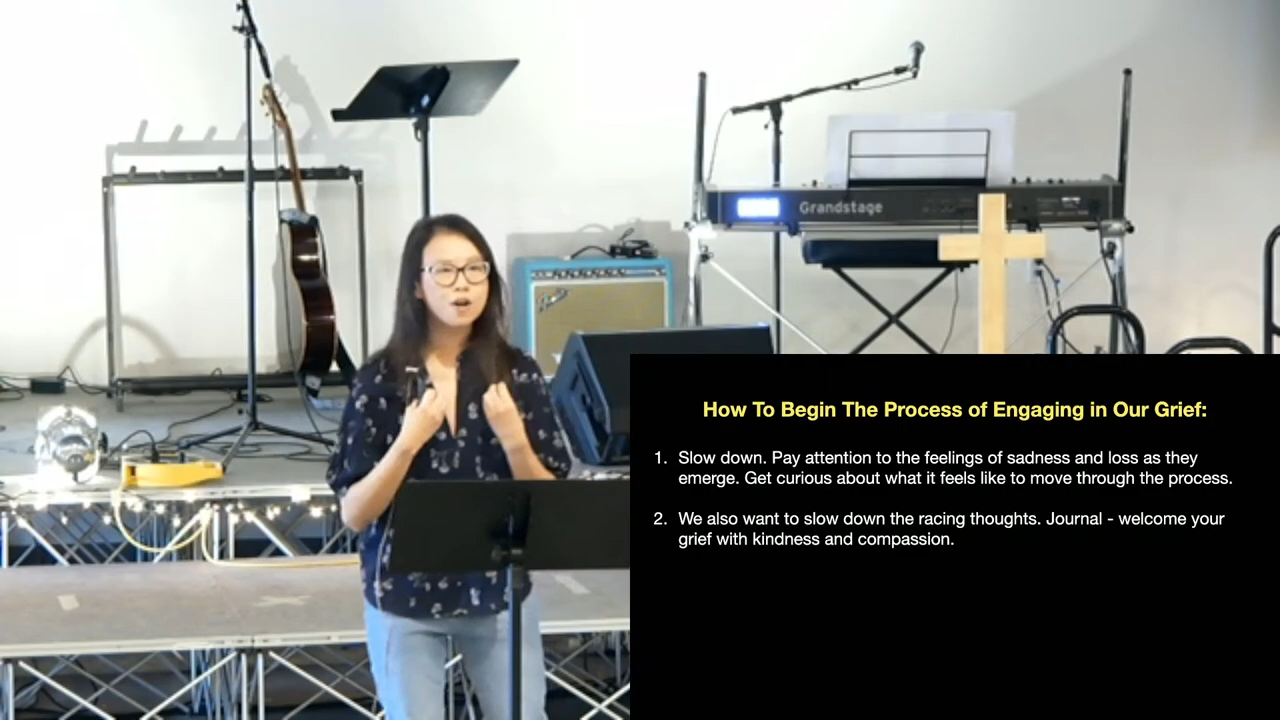 Grandstage
Fender
How To Begin The Process of Engaging in Our Grief:
1. Slow down. Pay attention to the feelings of sadness and loss as they
emerge. Get curious about what it feels like to move through the process.
2. We also want to slow down the racing thoughts. Journal - welcome your
grief with kindness and compassion.